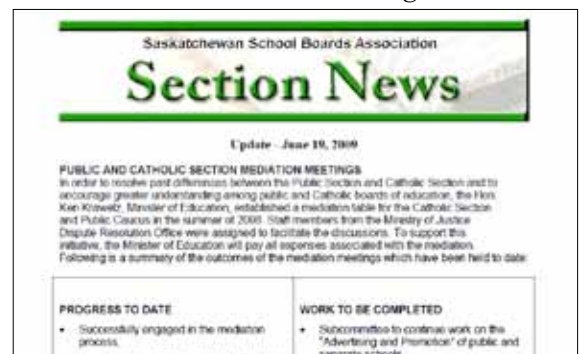 Saskatchewan School Boards Association
Section News
Update - June 19, 2009
PUBLIC AND CATHOLIC SECTION MEDIATION MEETINGS
In order to resolve past differences between the Public Section and Catholic Section and to
encourage greater understanding among public and Catholic boards of education, the Hon.
Ken Krawetz, Minister of Education, established a mediation table for the Catholic Section
and Public Caucus in the summer of 2008. Staff members from the Ministry of Justice
Dispute Resolution Office were assigned to facilitate the discussions. To support this
initiative, the Minister of Education will pay all expenses associated with the mediation.
Following is a summary of the outcomes of the mediation meetings which have been held to date:
PROGRESS TO DATE
• Successfully engaged in the mediation
process.
WORK TO BE COMPLETED
• Subcommittee to continue work on the
"Advertising and Promotion" of public and
separate schools